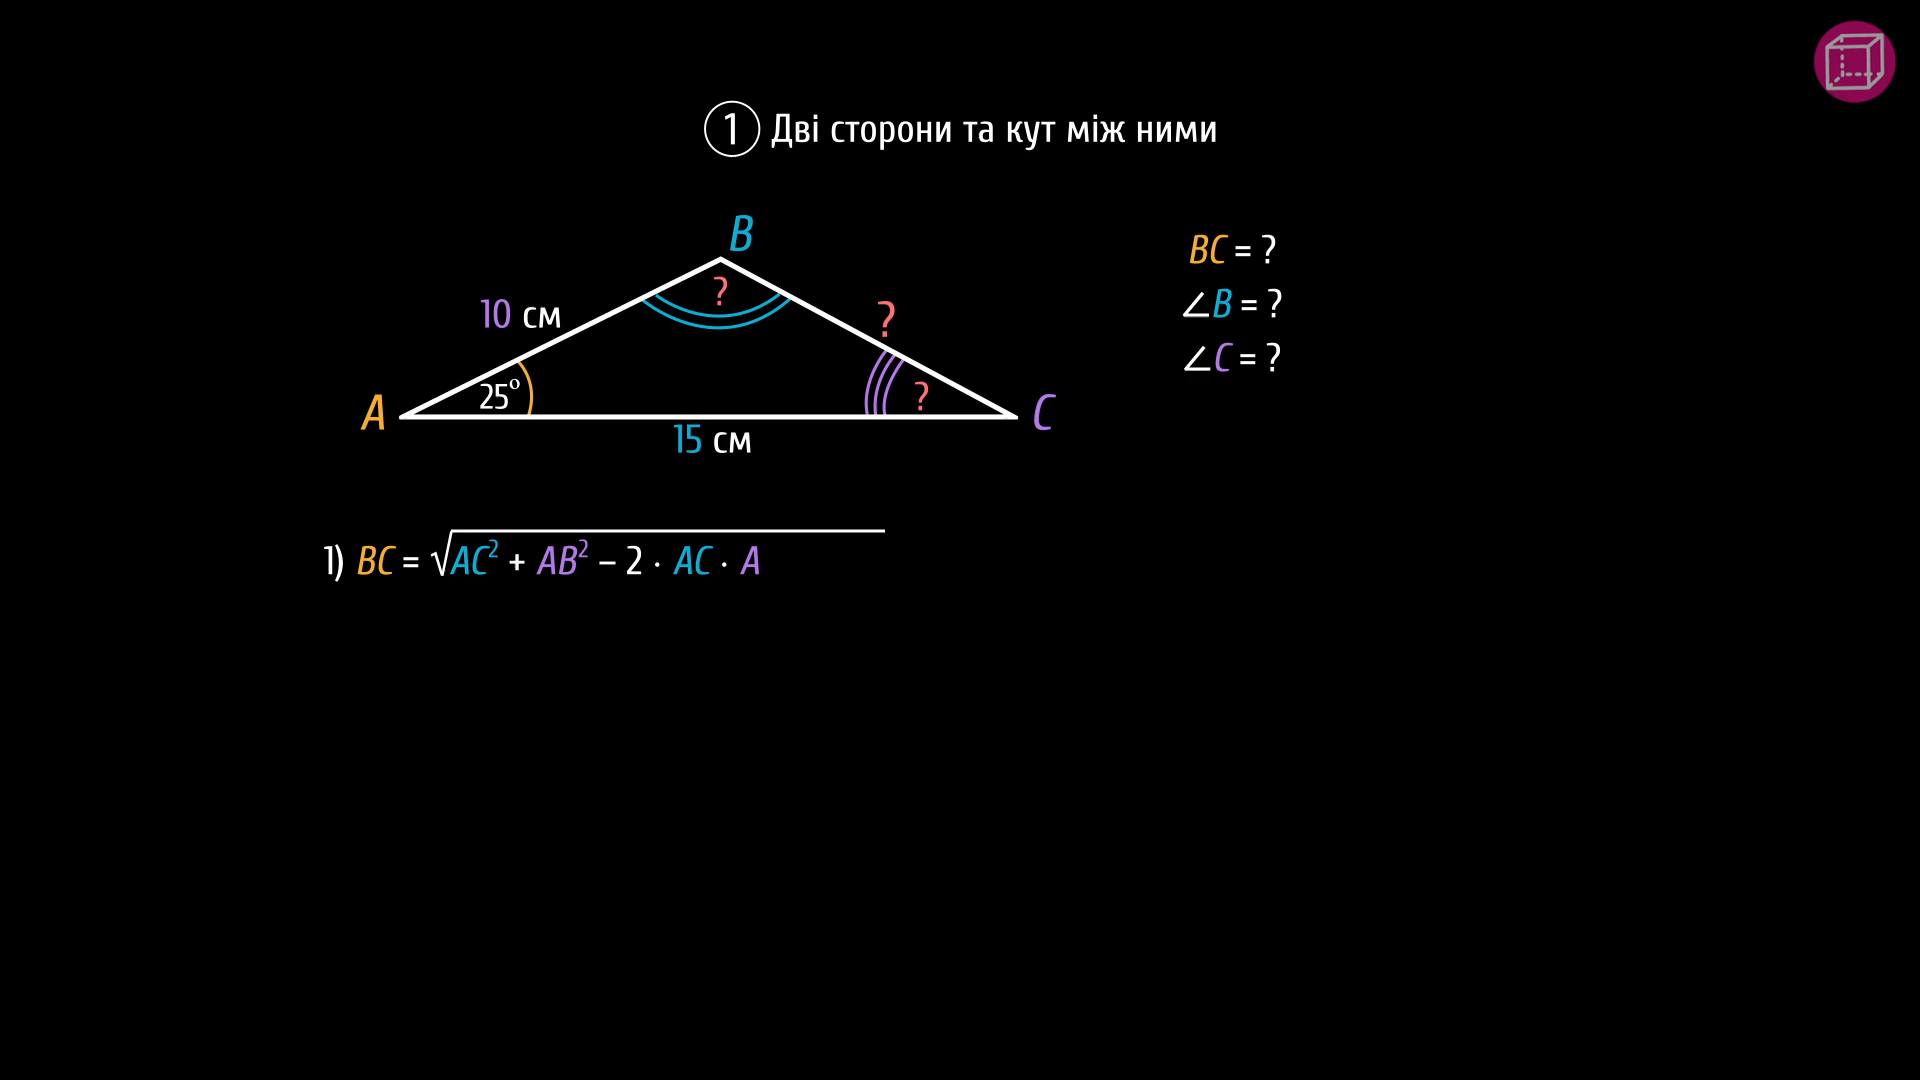 1 Дві сторони та кут між ними
B
?
10 см
?
25°
?
A
C
15 см
BC = ?
∠B = ?
∠C = ?
1) BC = √AC² + AB² – 2 · AC · A